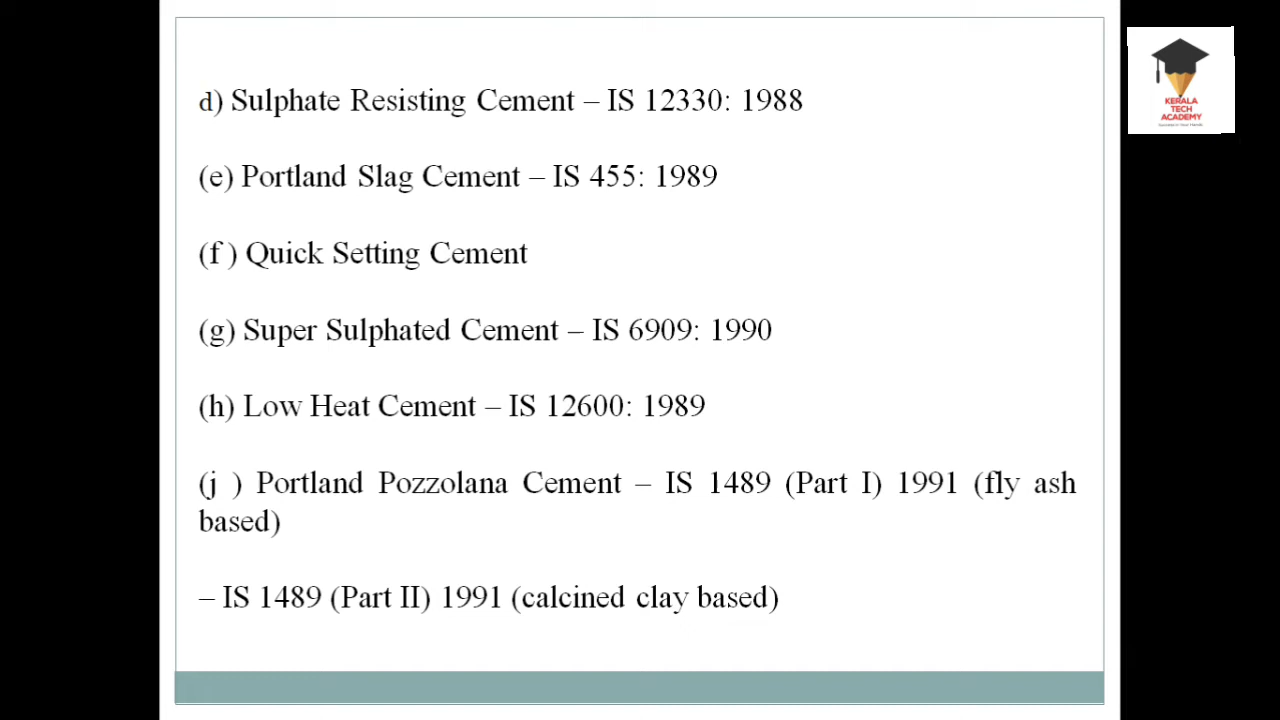 d) Sulphate Resisting Cement – IS 12330: 1988
(e) Portland Slag Cement – IS 455: 1989
(f ) Quick Setting Cement
(g) Super Sulphated Cement – IS 6909: 1990
(h) Low Heat Cement – IS 12600: 1989
(j ) Portland Pozzolana Cement – IS 1489 (Part I) 1991 (fly ash
based)
– IS 1489 (Part II) 1991 (calcined clay based)
KERALA
TECH
ACADEMY